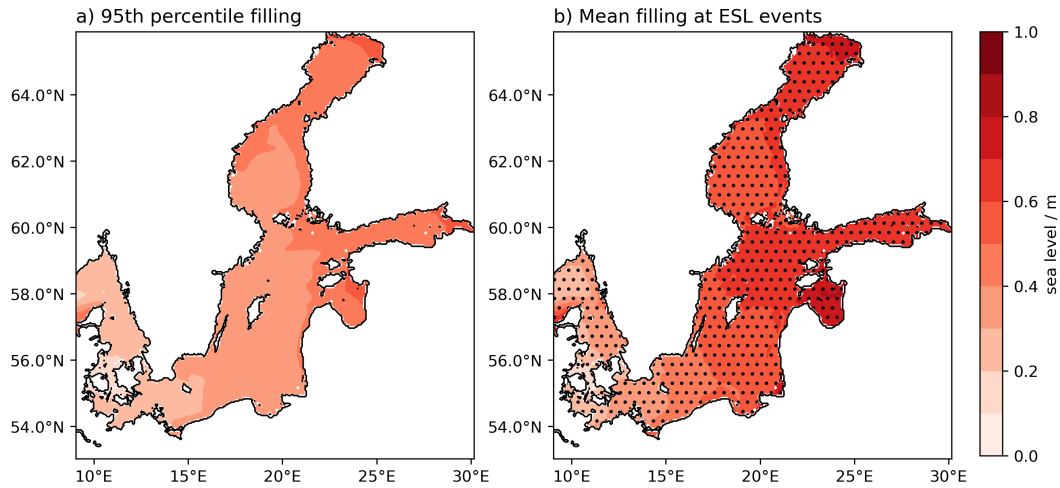 a) 95th percentile filling
b) Mean filling at ESL events
64.0°N
62.0°N
60.0°N
58.0°N
56.0°N
54.0°N
10°E 15°E 20°E 25°E 30°E
64.0°N
62.0°N
60.0°N
58.0°N
56.0°N
54.0°N
10°E 15°E 20°E 25°E 30°E
1.0
0.8
0.6
0.4
0.2
0.0
sea level / m